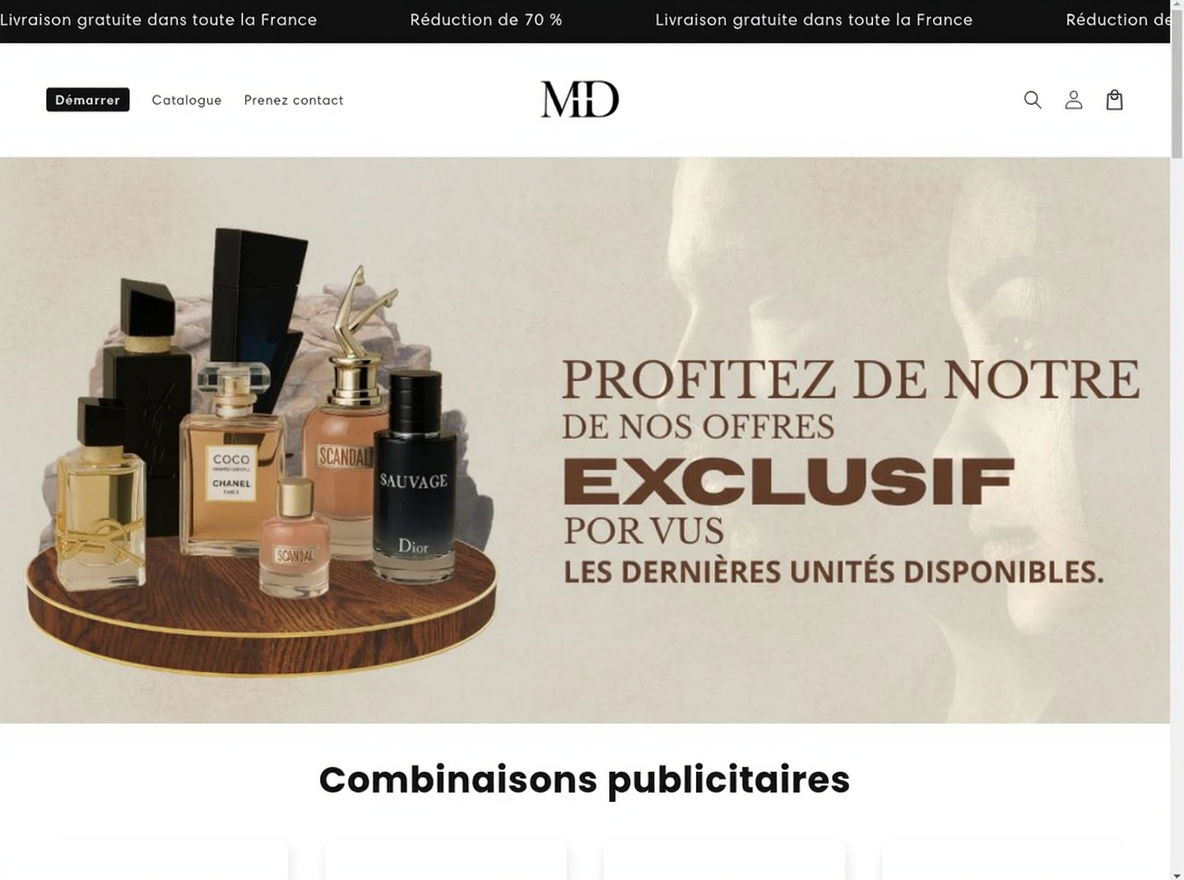 Livraison gratuite dans toute la France Réduction de 70 % Livraison gratuite dans toute la France Réduction de
Démarrer Catalogue Prenez contact
MD
PROFITEZ DE NOTRE
DE NOS OFFRES
EXCLUSIF
POR VUS
LES DERNIÈRES UNITÉS DISPONIBLES.
COCO
CHANEL
PARIS
SCANDAL
SAUVAGE
SCANDAL
Dior
Combinaisons publicitaires